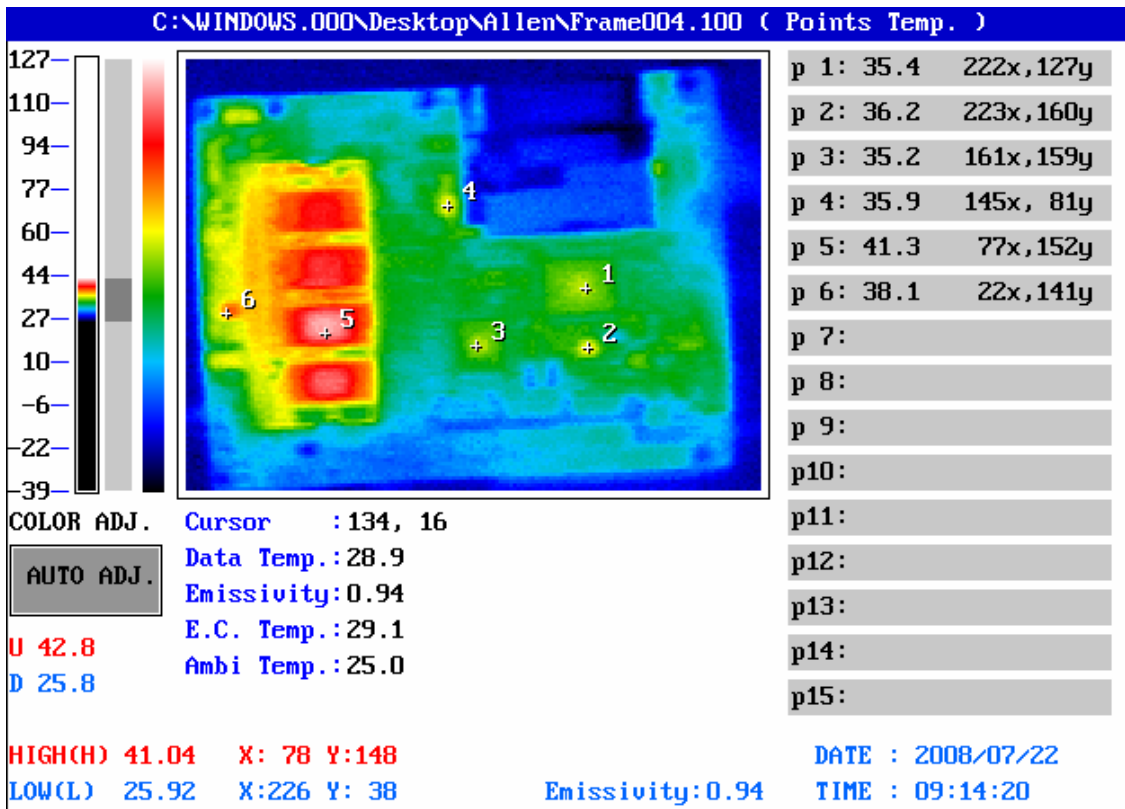 C:\WINDOWS.000\Desktop\Allen\Frame004.100 ( Points Temp. )
127
110
94
77
60
44
27
10
-6
-22
-39
4
1
6
5
3
2
p 1: 35.4 222x,127y
p 2: 36.2 223x,160y
p 3: 35.2 161x,159y
p 4: 35.9 145x, 81y
p 5: 41.3 77x,152y
p 6: 38.1 22x,141y
p 7:
p 8:
p 9:
p10:
p11:
p12:
p13:
p14:
p15:
COLOR ADJ.
AUTO ADJ.
U 42.8
D 25.8
Cursor :134, 16
Data Temp.:28.9
Emissivity:0.94
E.C. Temp.:29.1
Ambi Temp.:25.0
HIGH(H) 41.04 X: 78 Y:148
LOW(L) 25.92 X:226 Y: 38
Emissivity:0.94
DATE : 2008/07/22
TIME : 09:14:20